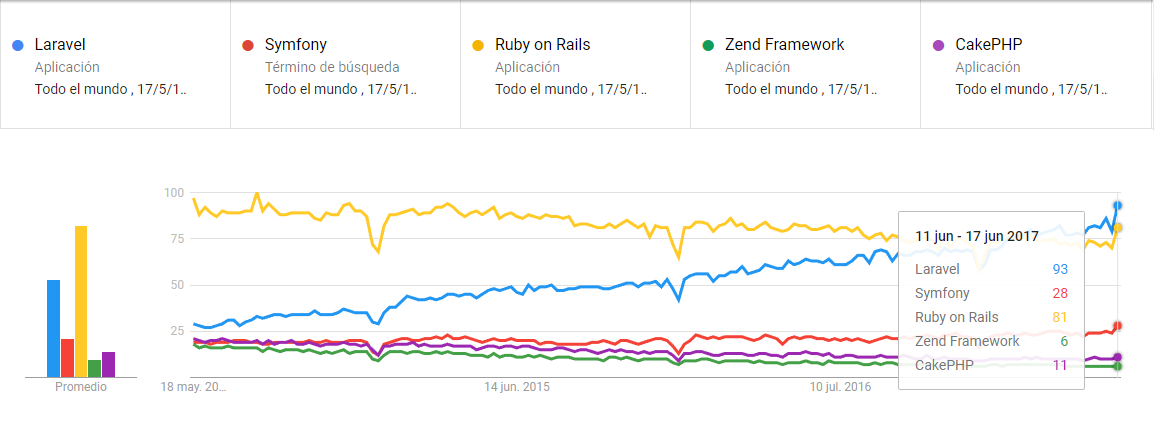 Laravel
Aplicación
Todo el mundo , 17/5/1..
Symfony
Término de búsqueda
Todo el mundo , 17/5/1..
Ruby on Rails
Aplicación
Todo el mundo , 17/5/1..
Zend Framework
Aplicación
Todo el mundo , 17/5/1..
CakePHP
Aplicación
Todo el mundo , 17/5/1..
100
75
50
25
Promedio
18 may. 20...
14 jun. 2015
10 jul. 2016
11 jun - 17 jun 2017
Laravel 93
Symfony 28
Ruby on Rails 81
Zend Framework 6
CakePHP 11